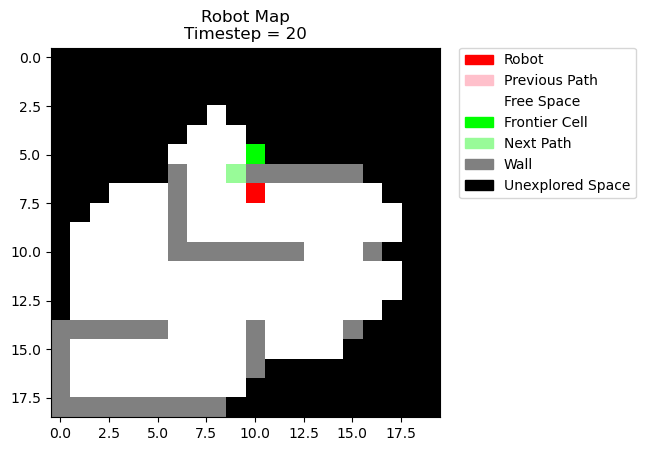 Robot Map
Timestep = 20
0.0
2.5
5.0
7.5
10.0
12.5
15.0
17.5
0.0
2.5
5.0
7.5
10.0
12.5
15.0
17.5
Robot
Previous Path
Free Space
Frontier Cell
Next Path
Wall
Unexplored Space